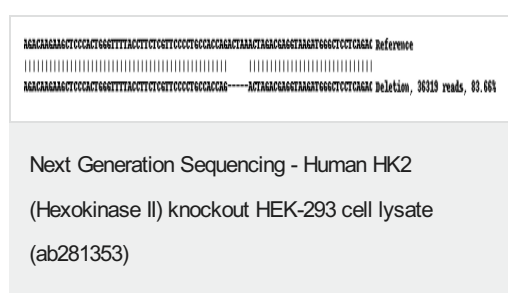 AGACAAGAAGCTCCCACTGGGTTTTACCTTCTCGTTCCCCTGCCACCAGACTAAACTAGACGAGGTAAGATGGGCTCCTCAGAC Reference
||||||||||||||||||||||||||||||||||||||||||||||||| ||||||||||||||||||||||||||||||
AGACAAGAAGCTCCCACTGGGTTTTACCTTCTCGTTCCCCTGCCACCAG-----ACTAGACGAGGTAAGATGGGCTCCTCAGAC Deletion, 36319 reads, 83.66%
Next Generation Sequencing - Human HK2
(Hexokinase II) knockout HEK-293 cell lysate
(ab281353)